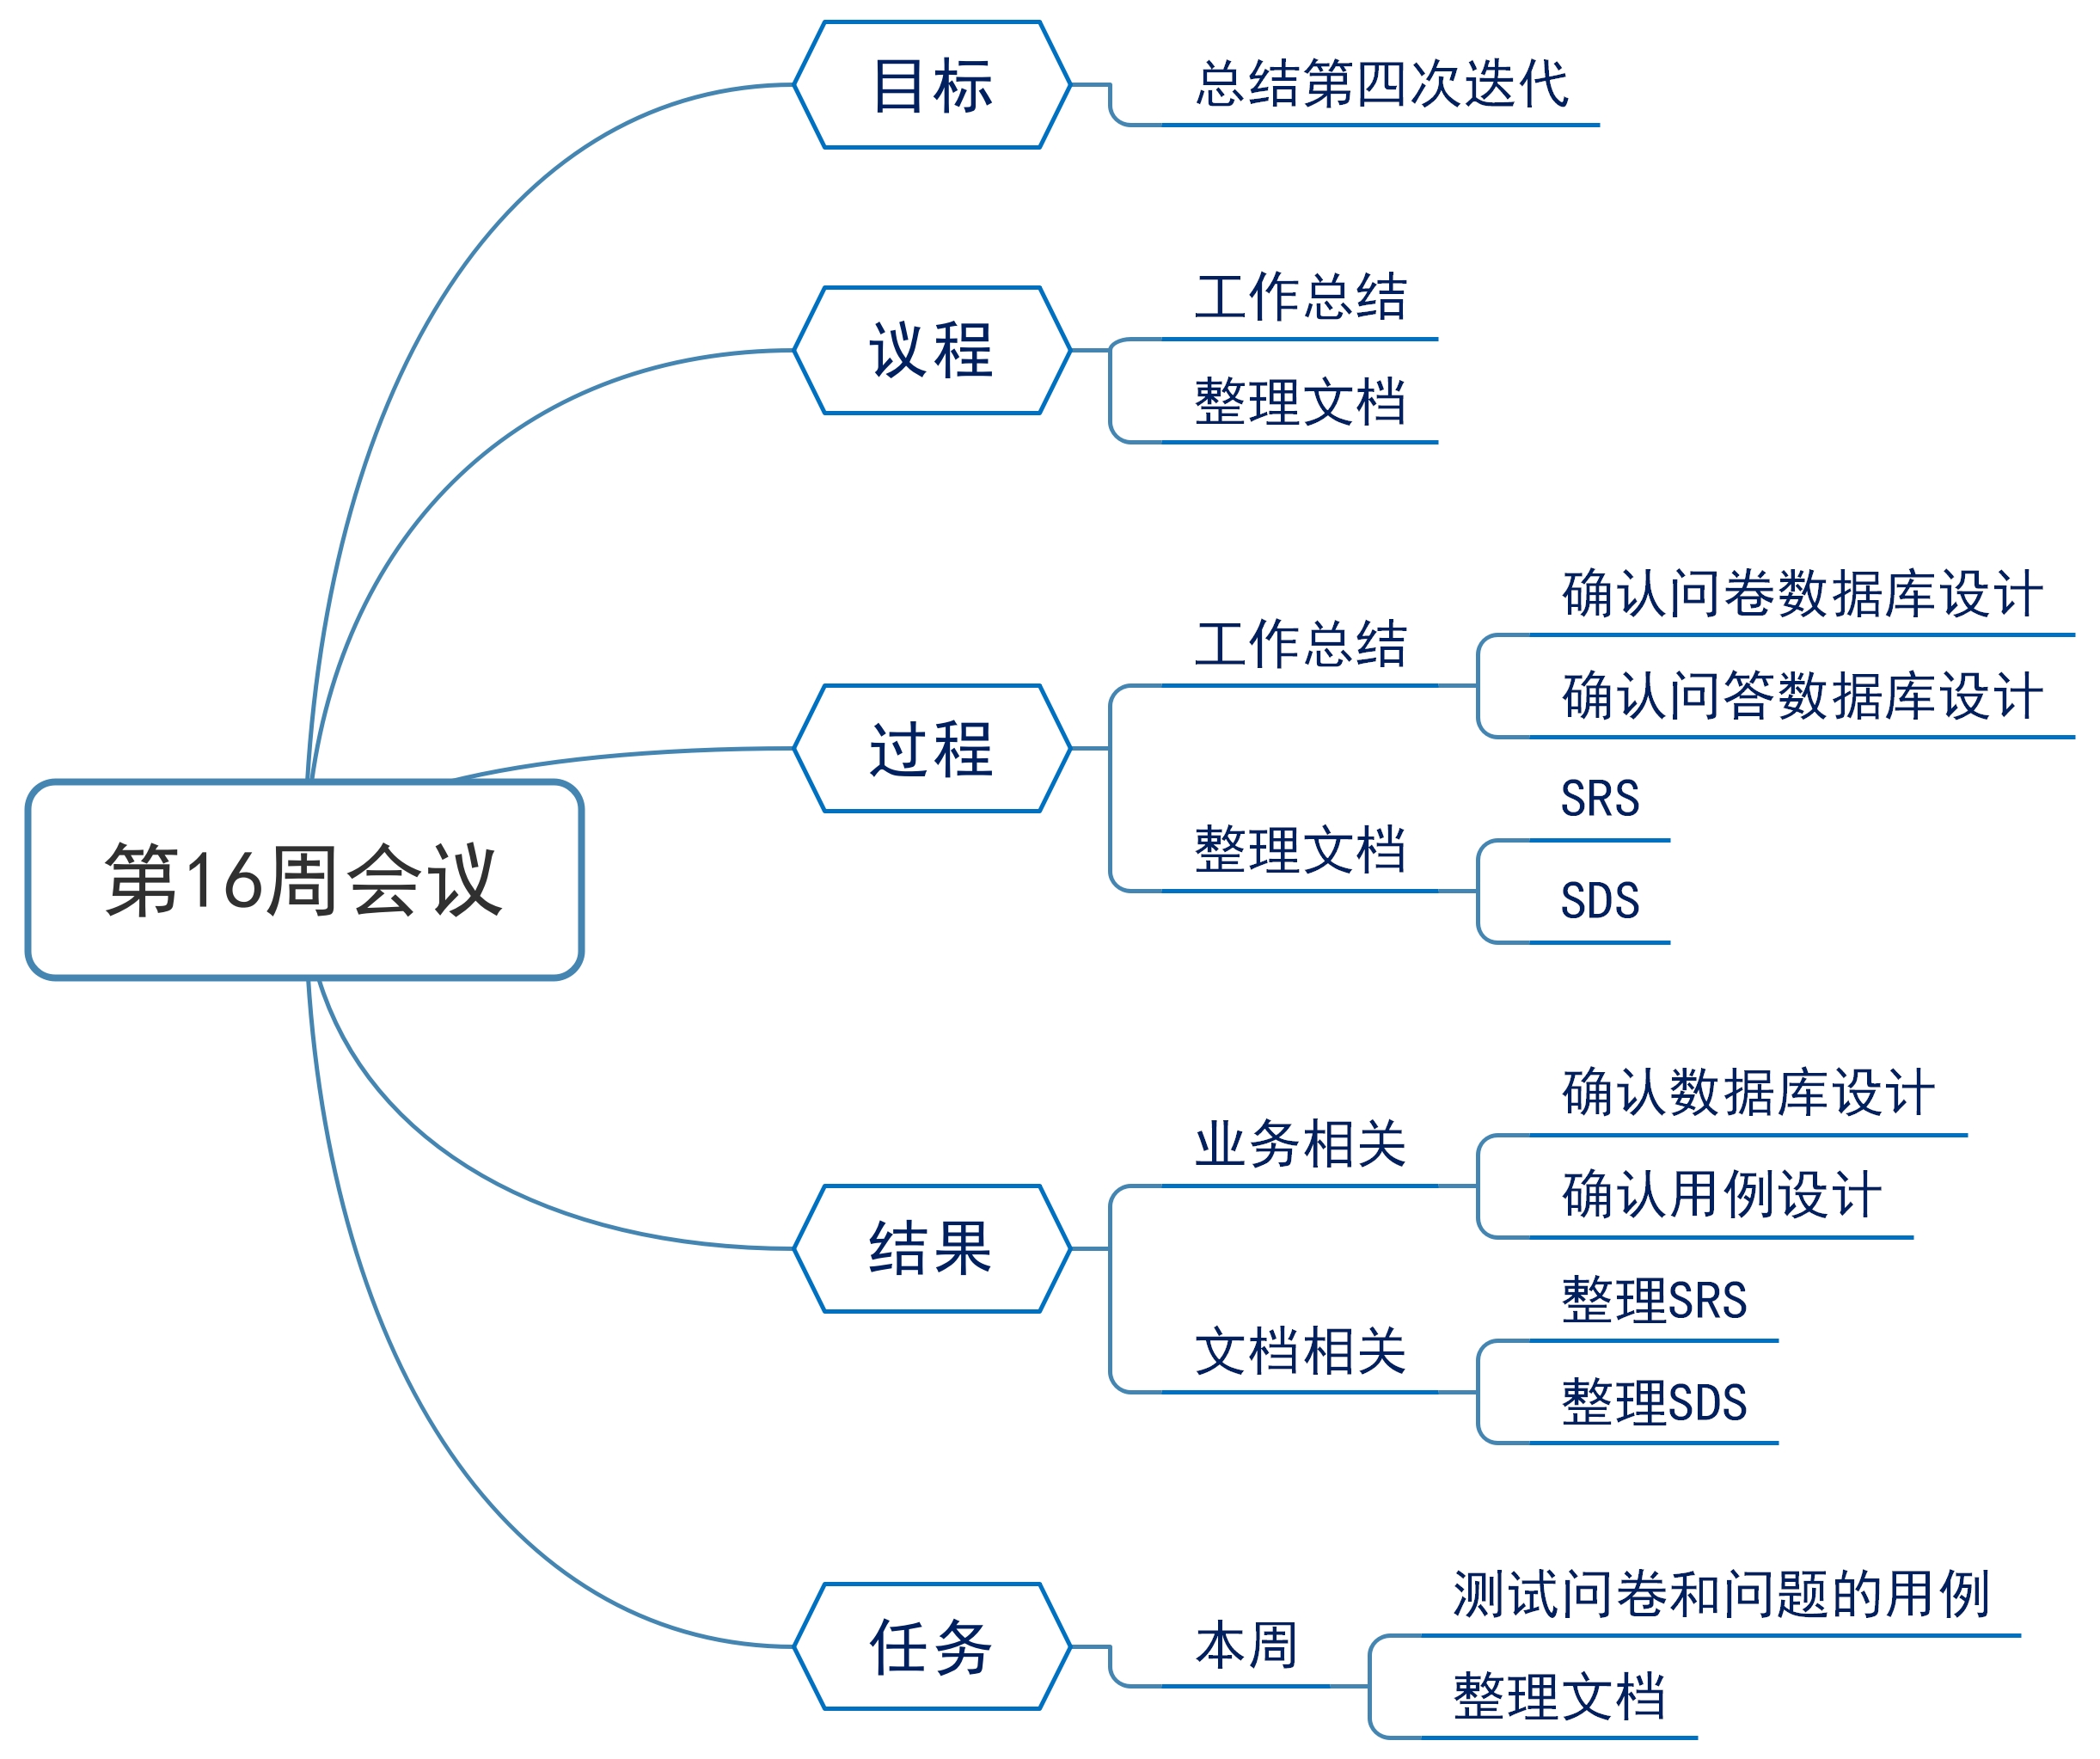 第16周会议
目标
总结第四次迭代
议程
工作总结
整理文档
过程
工作总结
确认问卷数据库设计
确认问答数据库设计
整理文档
SRS
SDS
结果
业务相关
确认数据库设计
确认用例设计
文档相关
整理SRS
整理SDS
任务
本周
测试问卷和问题的用例
整理文档